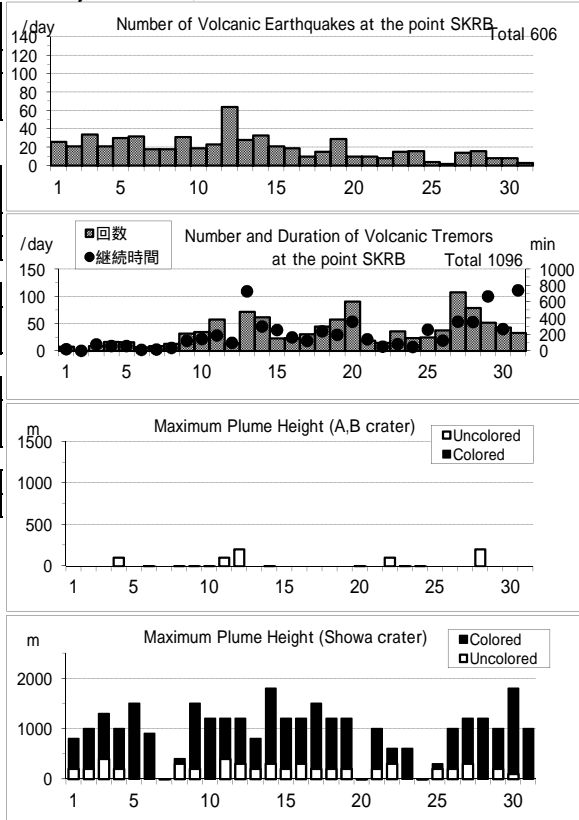 /day Number of Volcanic Earthquakes at the point SKRB Total 606
140
120
100
80
60
40
20
0
1 5 10 15 20 25 30
/day ■回数 Number and Duration of Volcanic Tremors min
●継続時間 at the point SKRB Total 1096
150 1000
800
100 600
50 400
200
0 0
1 5 10 15 20 25 30
m Maximum Plume Height (A,B crater) □Uncolored
■Colored
1500
1000
500
0
1 5 10 15 20 25 30
m Maximum Plume Height (Showa crater) ■Colored
□Uncolored
2000
1000
0
1 5 10 15 20 25 30